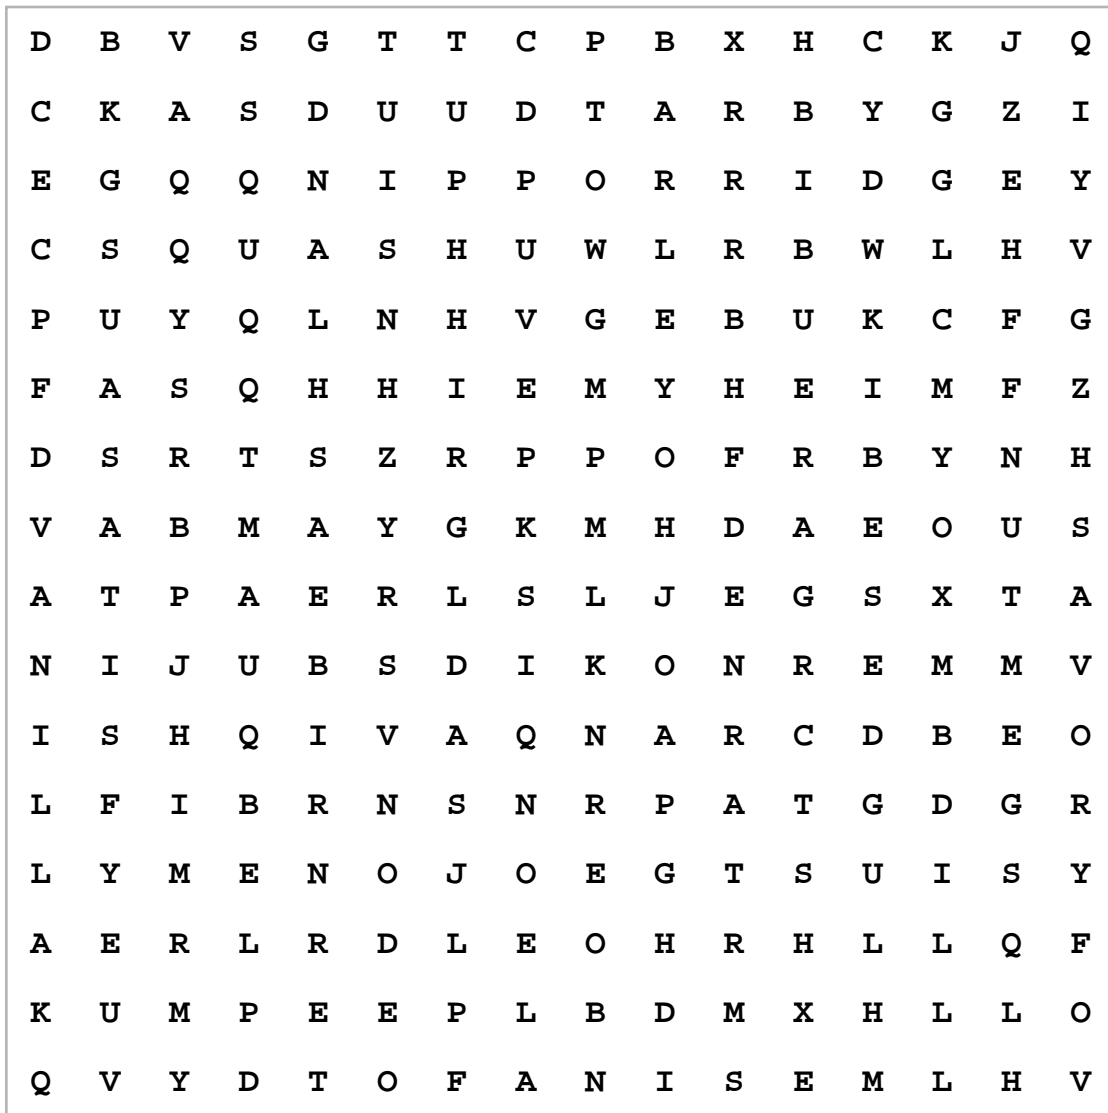 D B V S G T T C P B X H C K J Q
C K A S D U U D T A R B Y G Z I
E G Q Q N I P P O R R I D G E Y
C S Q U A S H U W L R B W L H V
P U Y Q L N H V G E B U K C F G
F A S Q H H I E M Y H E I M F Z
D S R T S Z R P P O F R B Y N H
V A B M A Y G K M H D A E O U S
A T P A E R L S L J E G S X T A
N I J U B S D I K O N R E M M V
I S H Q I V A Q N A R C D B E O
L F I B R N S N R P A T G D G R
L Y M E N O J O E G T S U I S Y
A E R L R D L E O H R H L L Q F
K U M P E E P L B D M X H L L O
Q V Y D T O F A N I S E M L H V